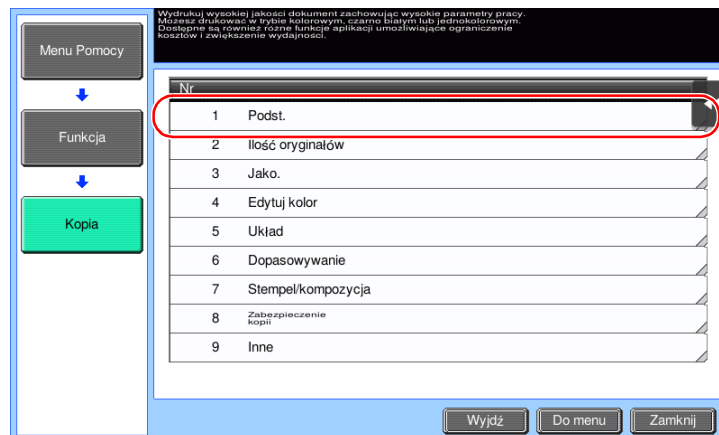 Wydrukuj wysokiej jakości dokument zachowując wysokie parametry pracy.
Możesz drukować w trybie kolorowym, czarno białym lub jednokolorowym.
Dostępne są również różne funkcje aplikacji umożliwiające ograniczenie
kosztów i zwiększenie wydajności.
Menu Pomocy
Funkcja
Kopia
Nr
1 Podst.
2 Ilość oryginałów
3 Jako.
4 Edytuj kolor
5 Układ
6 Dopasowywanie
7 Stempel/kompozycja
8 Zabezpieczenie
kopii
9 Inne
Wyjdź Do menu Zamknij